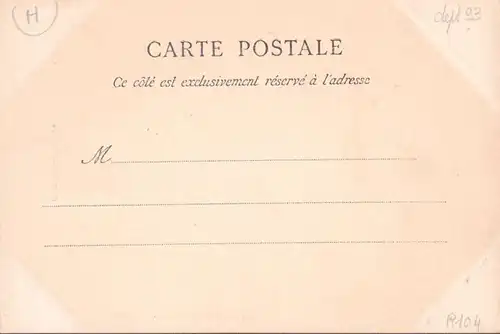 M
dept 93
CARTE POSTALE
Ce côté est exclusivement réservé à l'adresse
M
R104